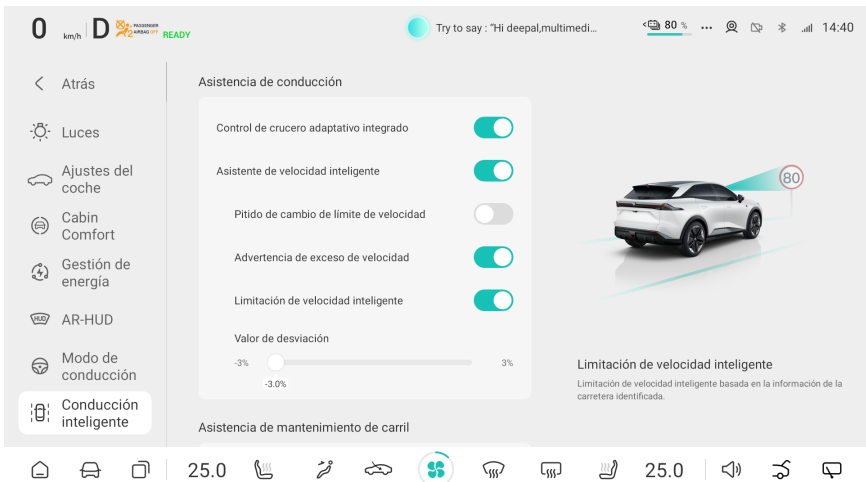 0 km/h D PASSENGER
AIRBAG OFF READY
Try to say : "Hi deepal,multimedi...
80 %
14:40
Atrás
Luces
Ajustes del
coche
Cabin
Comfort
Gestión de
energía
HUD AR-HUD
Modo de
conducción
Conducción
inteligente
Asistencia de conducción
Control de crucero adaptativo integrado
Asistente de velocidad inteligente
Pitido de cambio de límite de velocidad
Advertencia de exceso de velocidad
Limitación de velocidad inteligente
Valor de desviación
-3% 3%
-3.0%
Asistencia de mantenimiento de carril
80
Limitación de velocidad inteligente
Limitación de velocidad inteligente basada en la información de la
carretera identificada.
25.0 25.0